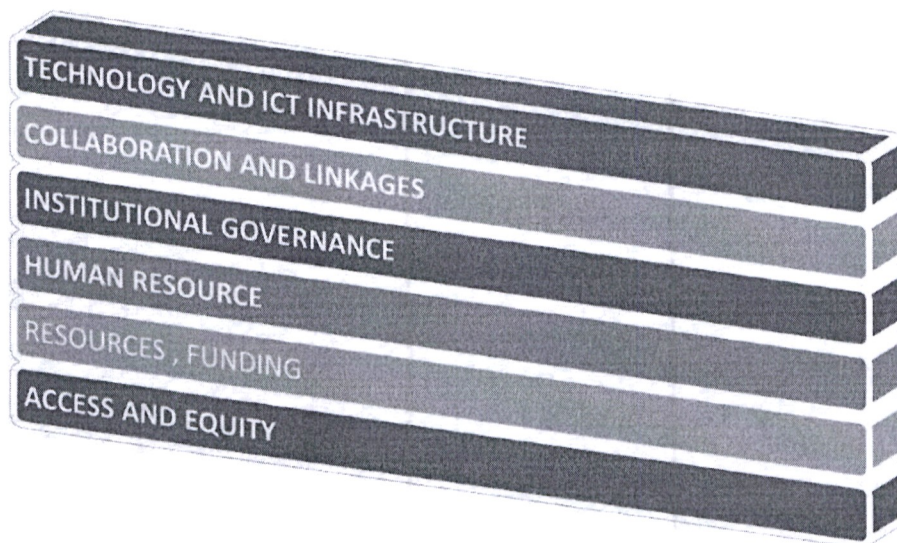 TECHNOLOGY AND ICT INFRASTRUCTURE
COLLABORATION AND LINKAGES
INSTITUTIONAL GOVERNANCE
HUMAN RESOURCE
RESOURCES , FUNDING
ACCESS AND EQUITY